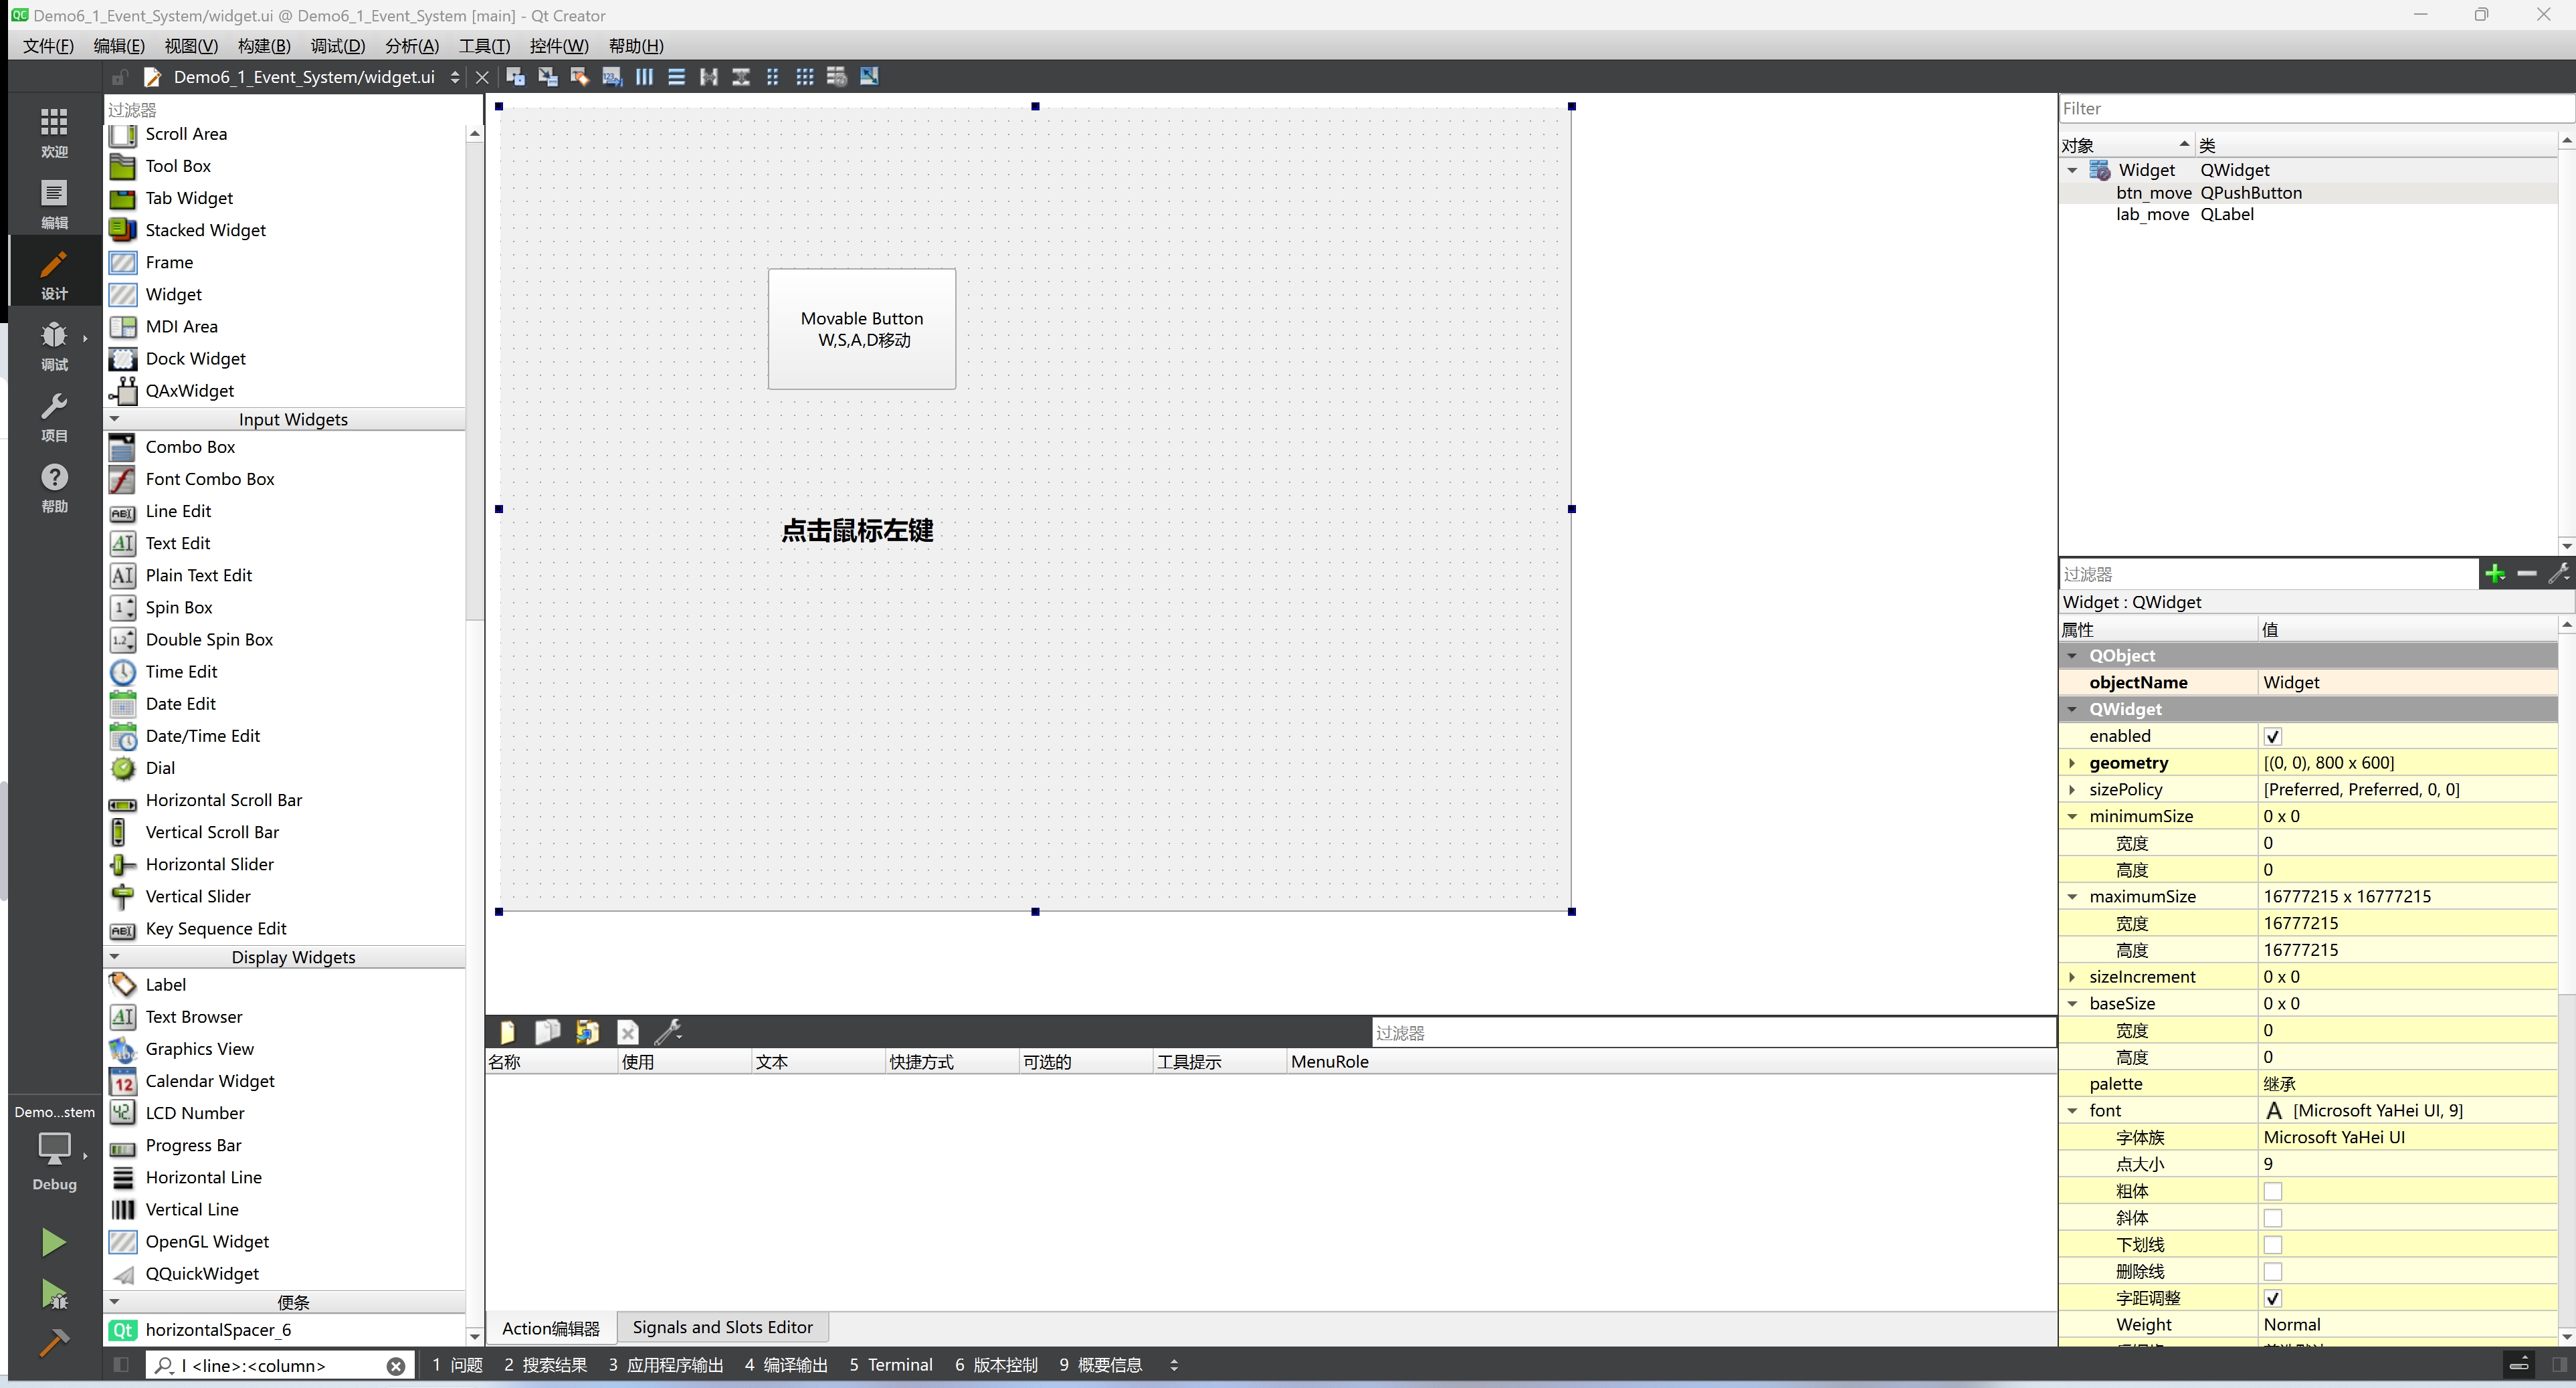 Demo6_1_Event_System/widget.ui @ Demo6_1_Event_System [main] - Qt Creator
文件(F) 编辑(E) 视图(V) 构建(B) 调试(D) 分析(A) 工具(T) 控件(W) 帮助(H)
Demo6_1_Event_System/widget.ui
欢迎
编辑
设计
调试
项目
帮助
Demo...stem
Debug
过滤器
Scroll Area
Tool Box
Tab Widget
Stacked Widget
Frame
Widget
MDI Area
Dock Widget
QAxWidget
Input Widgets
Combo Box
Font Combo Box
Line Edit
Text Edit
Plain Text Edit
Spin Box
Double Spin Box
Time Edit
Date Edit
Date/Time Edit
Dial
Horizontal Scroll Bar
Vertical Scroll Bar
Horizontal Slider
Vertical Slider
Key Sequence Edit
Display Widgets
Label
Text Browser
Graphics View
Calendar Widget
LCD Number
Progress Bar
Horizontal Line
Vertical Line
OpenGL Widget
QQuickWidget
便条
horizontalSpacer_6
Movable Button
W,S,A,D移动
点击鼠标左键
过滤器
名称 使用 文本 快捷方式 可选的 工具提示 MenuRole
Action编辑器 Signals and Slots Editor
Filter
对象 类
Widget QWidget
btn_move QPushButton
lab_move QLabel
过滤器
Widget : QWidget
属性 值
QObject
objectName Widget
QWidget
enabled
geometry [(0, 0), 800 x 600]
sizePolicy [Preferred, Preferred, 0, 0]
minimumSize 0 x 0
宽度 0
高度 0
maximumSize 16777215 x 16777215
宽度 16777215
高度 16777215
sizeIncrement 0 x 0
baseSize 0 x 0
宽度 0
高度 0
palette 继承
font A [Microsoft YaHei UI, 9]
字体族 Microsoft YaHei UI
点大小 9
粗体
斜体
下划线
删除线
字距调整
Weight Normal
l <line>:<column> 1 问题 2 搜索结果 3 应用程序输出 4 编译输出 5 Terminal 6 版本控制 9 概要信息